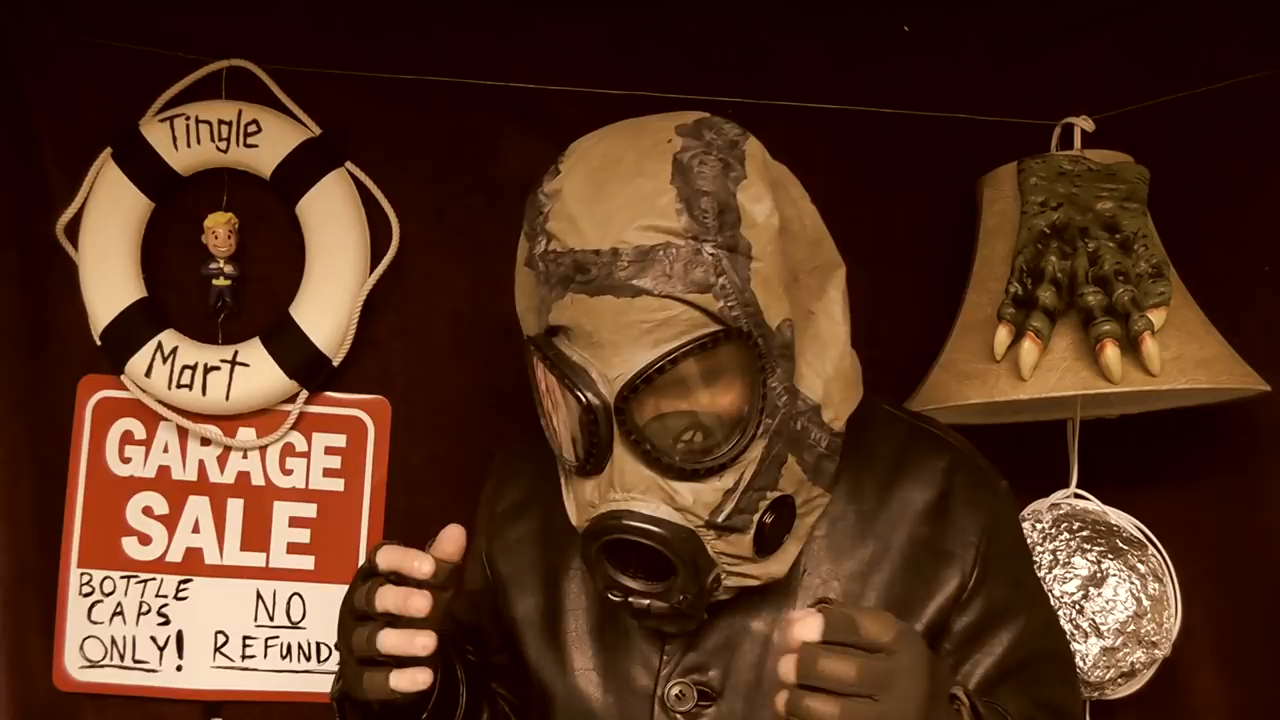 Tingle
Mart
GARAGE
SALE
BOTTLE
CAPS
ONLY!
NO
REFUNDS